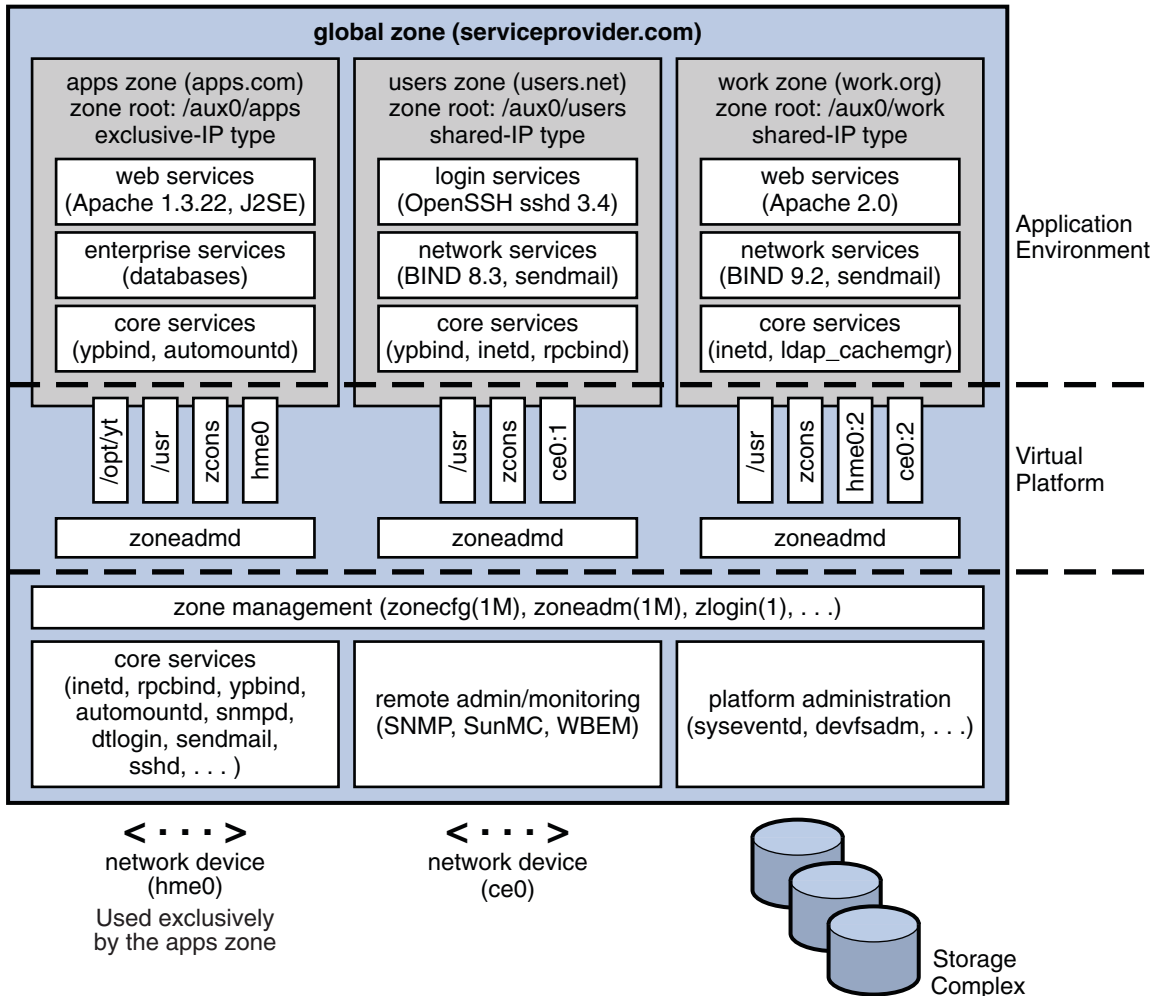 global zone (serviceprovider.com)
apps zone (apps.com)
zone root: /aux0/apps
exclusive-IP type
web services
(Apache 1.3.22, J2SE)
enterprise services
(databases)
core services
(ypbind, automountd)
users zone (users.net)
zone root: /aux0/users
shared-IP type
login services
(OpenSSH sshd 3.4)
network services
(BIND 8.3, sendmail)
core services
(ypbind, inetd, rpcbind)
work zone (work.org)
zone root: /aux0/work
shared-IP type
web services
(Apache 2.0)
network services
(BIND 9.2, sendmail)
core services
(inetd, ldap_cachemgr)
Application
Environment
/opt/yt
/usr
zcons
hme0
zoneadmd
/usr
zcons
ce0:1
zoneadmd
/usr
zcons
hme0:2
ce0:2
zoneadmd
Virtual
Platform
zone management (zonecfg(1M), zoneadm(1M), zlogin(1), . . .)
core services
(inetd, rpcbind, ypbind,
automountd, snmpd,
dtlogin, sendmail,
sshd, . . . )
remote admin/monitoring
(SNMP, SunMC, WBEM)
platform administration
(syseventd, devfsadm, . . .)
<···>
network device
(hme0)
Used exclusively
by the apps zone
<···>
network device
(ce0)
Storage
Complex